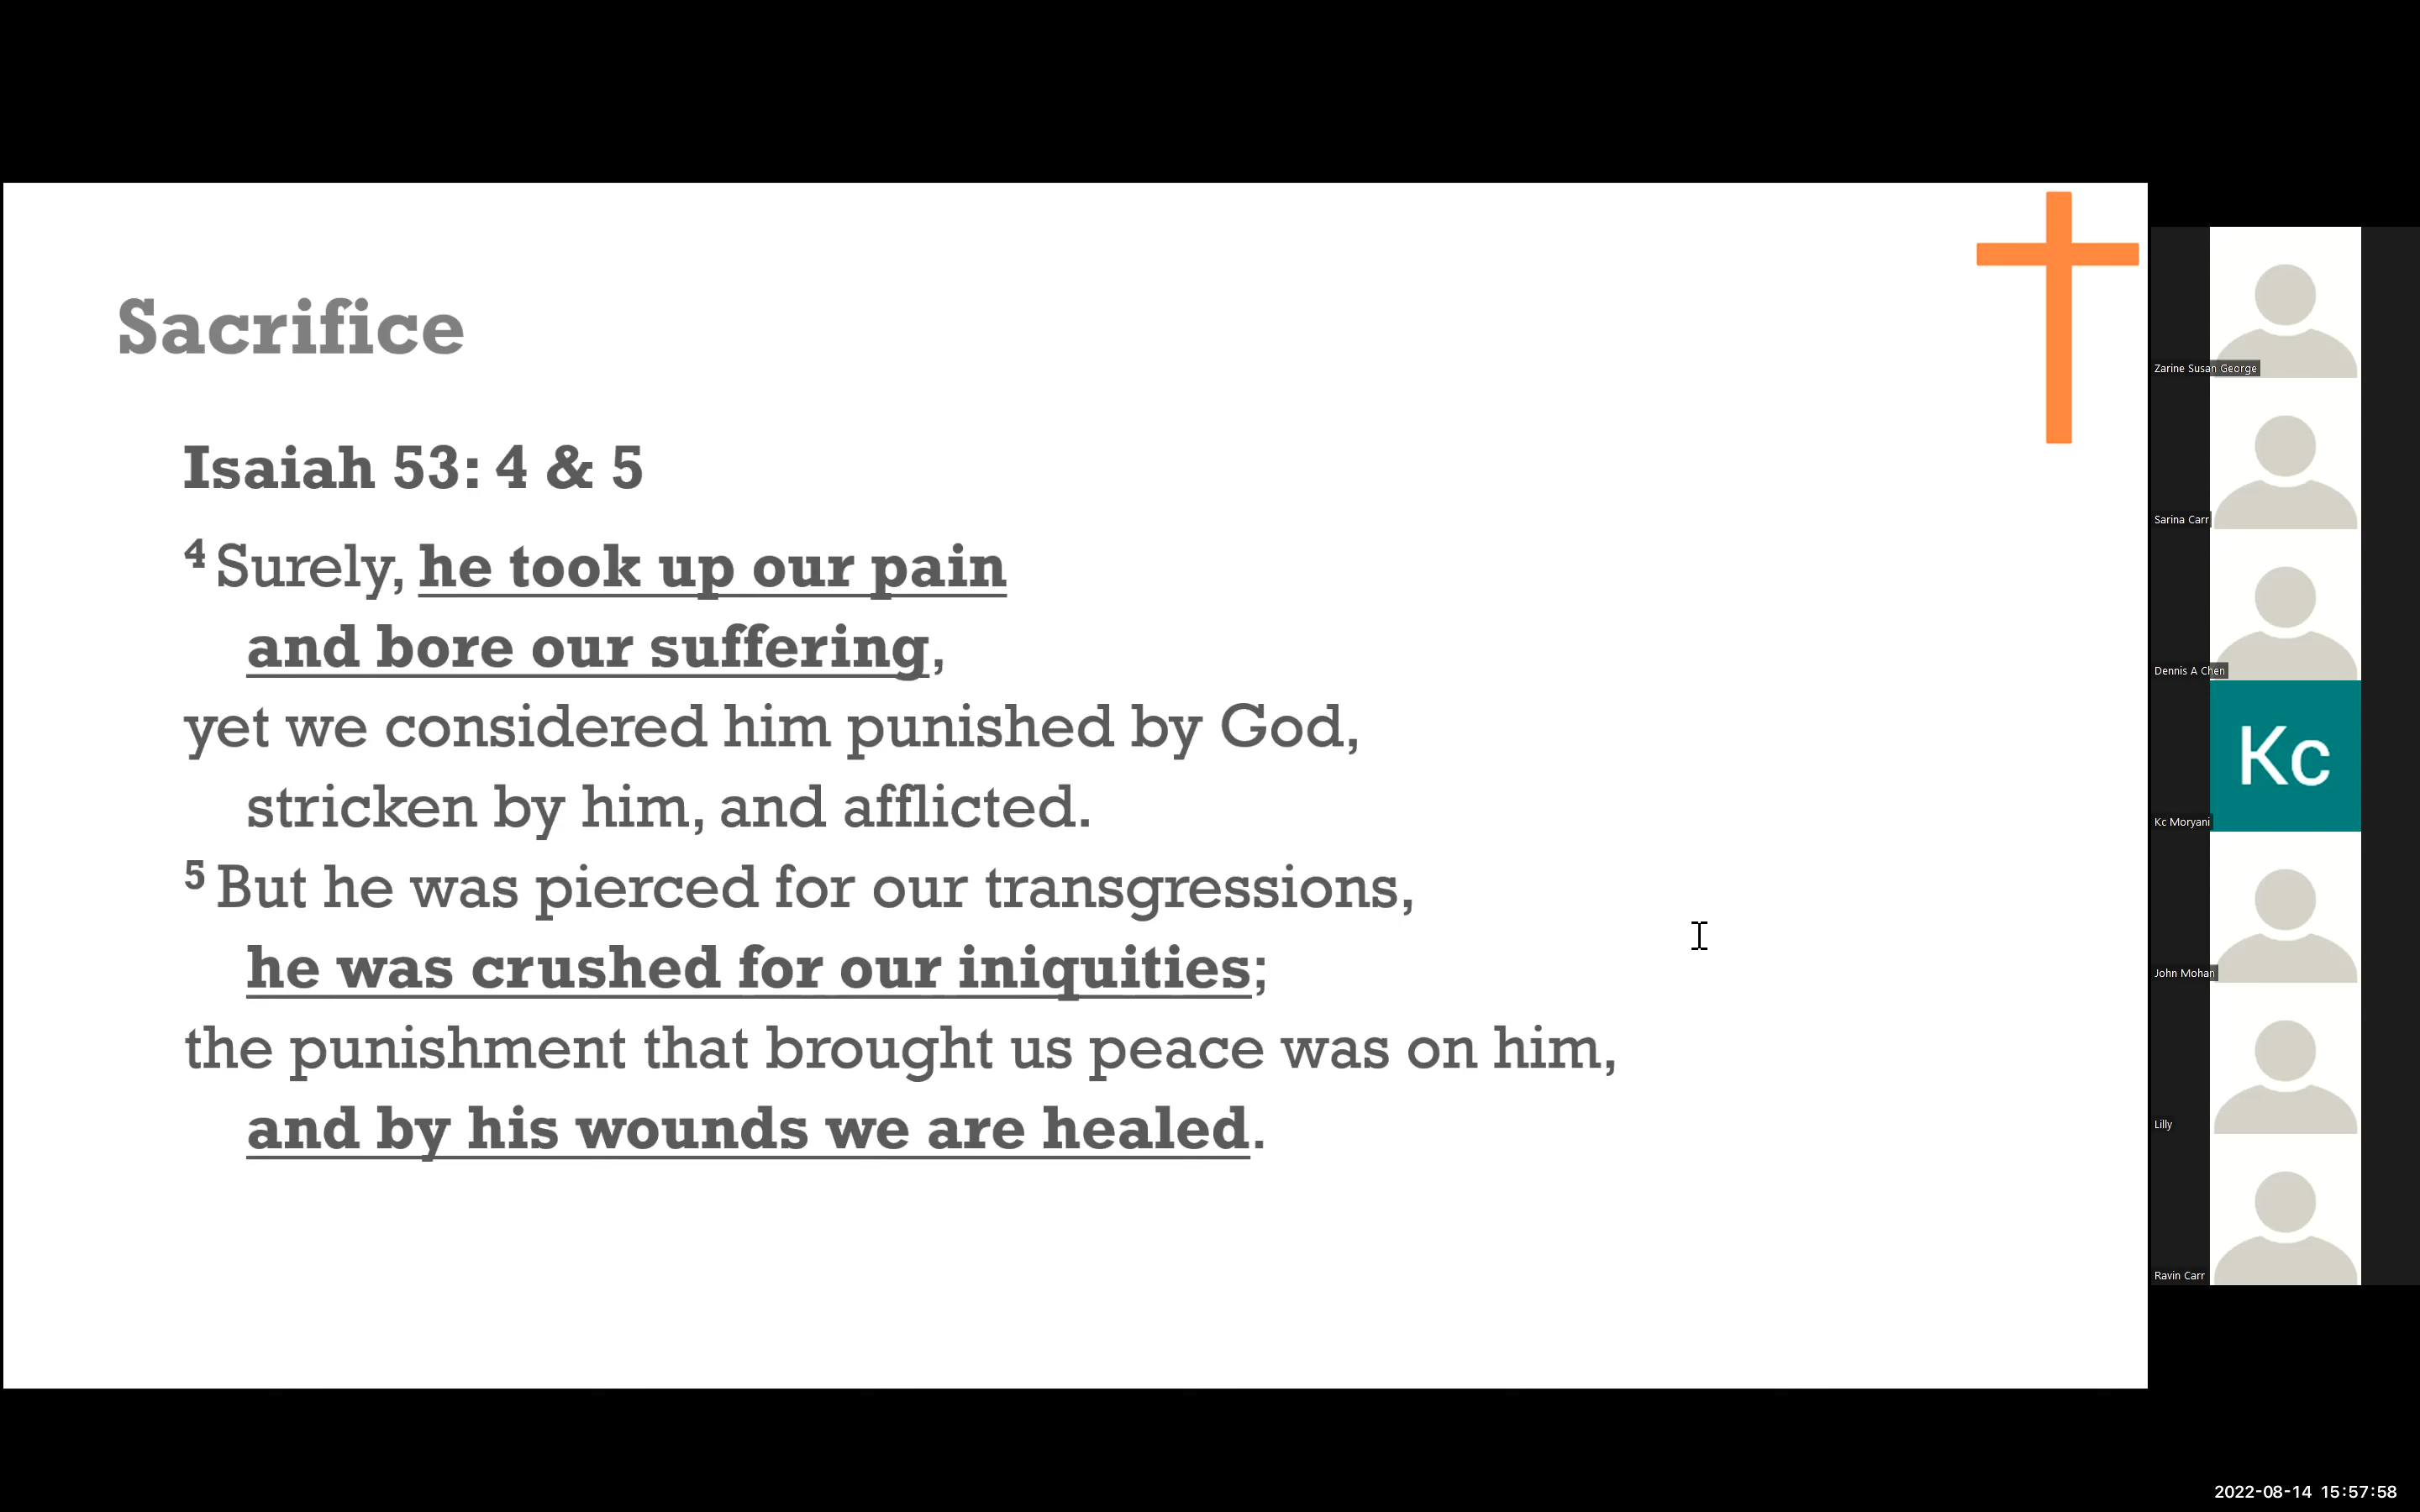 Sacrifice
Isaiah 53: 4 & 5
4 Surely, he took up our pain
and bore our suffering,
yet we considered him punished by God,
stricken by him, and afflicted.
5 But he was pierced for our transgressions,
he was crushed for our iniquities;
the punishment that brought us peace was on him,
and by his wounds we are healed.
Zarine Susan George
Sarina Carr
Dennis A Chen
Kc
Kc Moryani
John Mohan
Lilly
Ravin Carr
2022-08-14 15:57:58